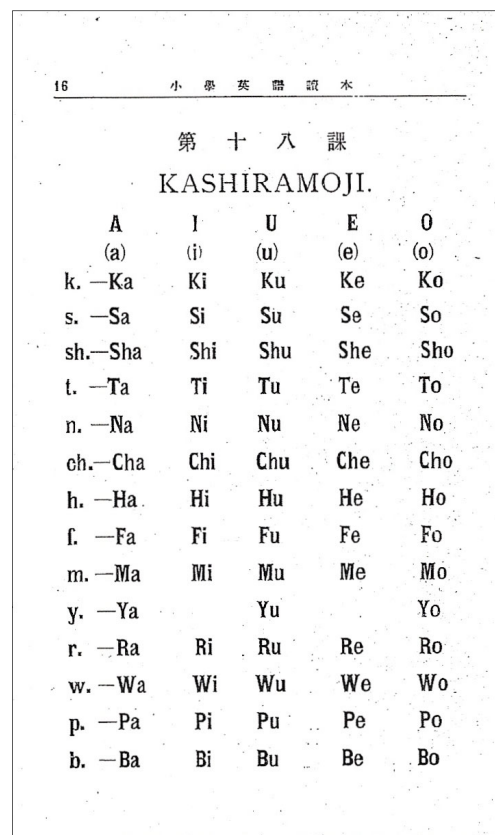 16 小學英語讀本
第十八課
KASHIRAMOJI.
A I U E O
(a) (i) (u) (e) (o)
k. —Ka Ki Ku Ke Ko
s. —Sa Si Su Se So
sh.—Sha Shi Shu She Sho
t. —Ta Ti Tu Te To
n. —Na Ni Nu Ne No
ch.—Cha Chi Chu Che Cho
h. —Ha Hi Hu He Ho
f. —Fa Fi Fu Fe Fo
m. —Ma Mi Mu Me Mo
y. —Ya Yu Yo
r. —Ra Ri Ru Re Ro
w. —Wa Wi Wu We Wo
p. —Pa Pi Pu Pe Po
b. —Ba Bi Bu Be Bo